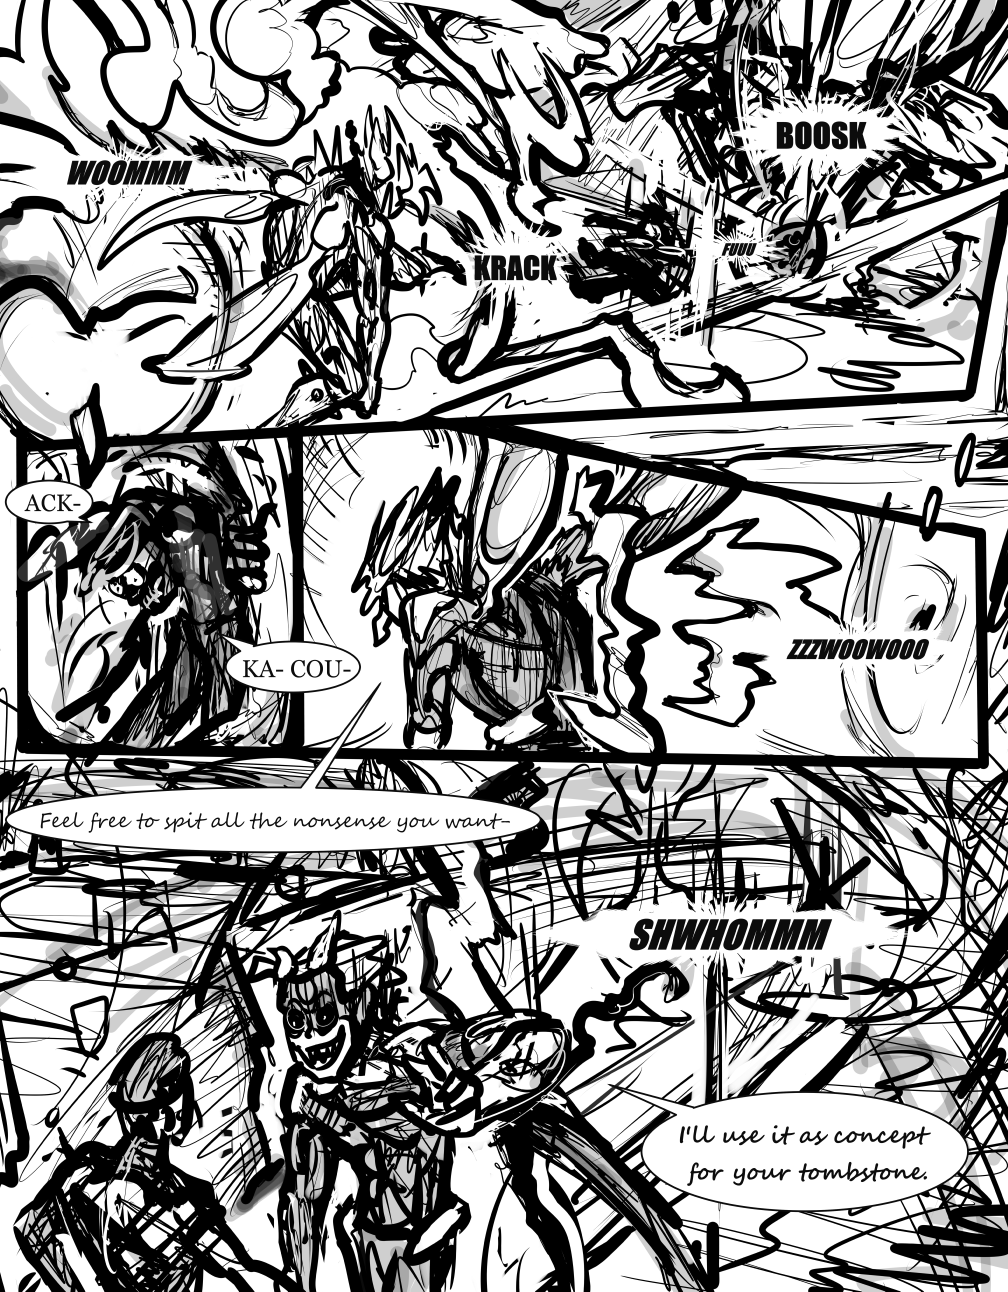 BOOSK
WOOMMM
FUUU
KRACK
ACK-
KA- COU-
ZZZWOOWOOO
Feel free to spit all the nonsense you want-
SHWHOMMM
I'll use it as concept
for your tombstone.